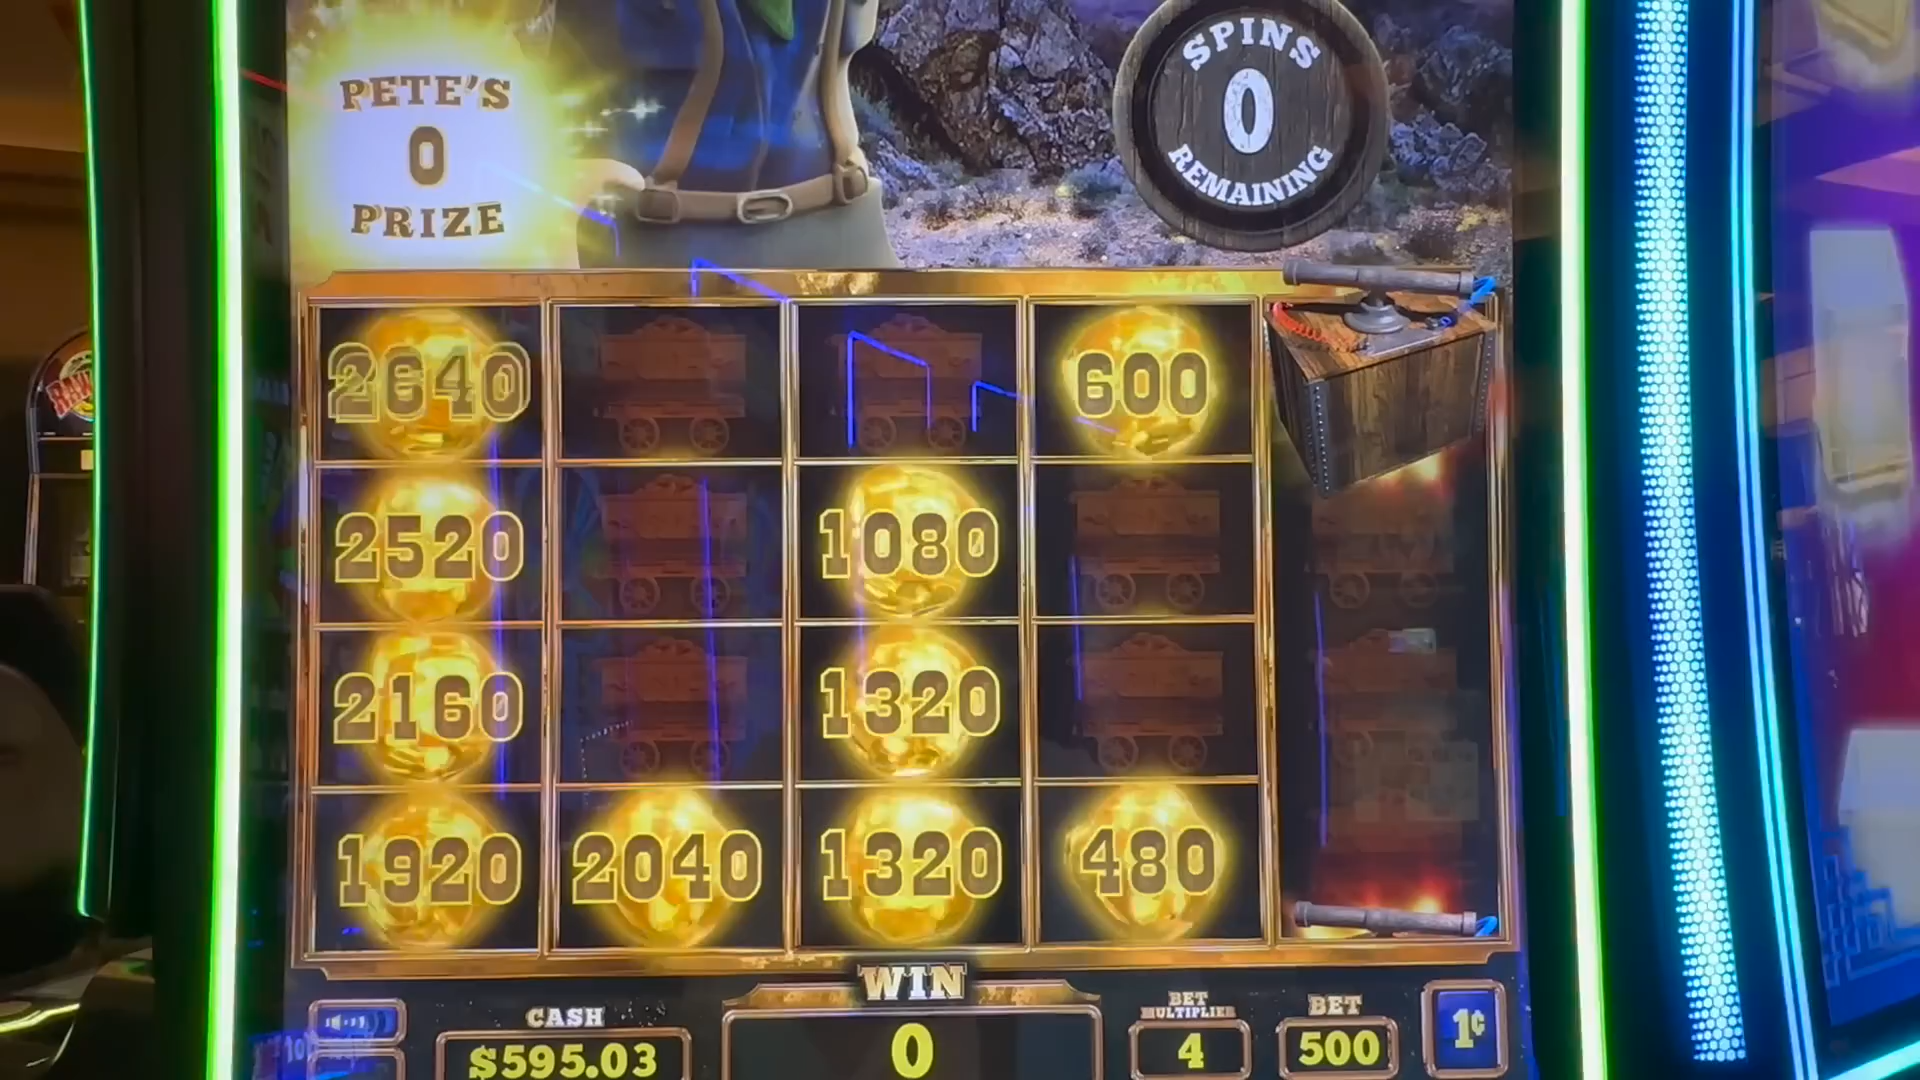 PETE'S
0
PRIZE
SPINS
0
REMAINING
2640
600
2520
1080
2160
1320
1920
2040
1320
480
WIN
0
CASH
$595.03
BET
MULTIPLIER
4
BET
500
1¢